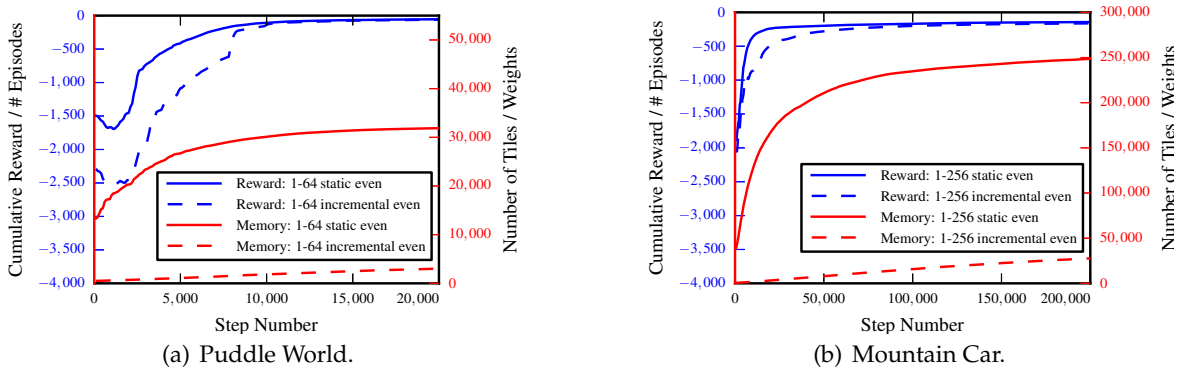 Cumulative Reward / # Episodes
0
−500
−1,000
−1,500
−2,000
−2,500
−3,000
−3,500
−4,000
0
5,000
10,000
15,000
20,000
Step Number
50,000
40,000
30,000
20,000
10,000
0
Number of Tiles / Weights
Reward: 1-64 static even
Reward: 1-64 incremental even
Memory: 1-64 static even
Memory: 1-64 incremental even
(a) Puddle World.
Cumulative Reward / # Episodes
0
−500
−1,000
−1,500
−2,000
−2,500
−3,000
−3,500
−4,000
0
50,000
100,000
150,000
200,000
Step Number
300,000
250,000
200,000
150,000
100,000
50,000
0
Number of Tiles / Weights
Reward: 1-256 static even
Reward: 1-256 incremental even
Memory: 1-256 static even
Memory: 1-256 incremental even
(b) Mountain Car.